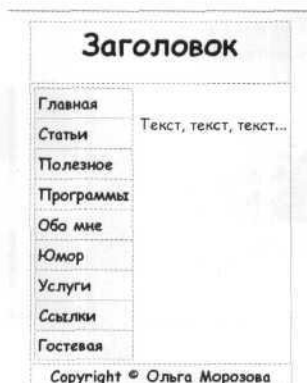 Заголовок
Главная
Статьи
Текст, текст, текст...
Полезное
Программы
Обо мне
Юмор
Услуги
Ссылки
Гостевая
Copyright © Ольга Морозова